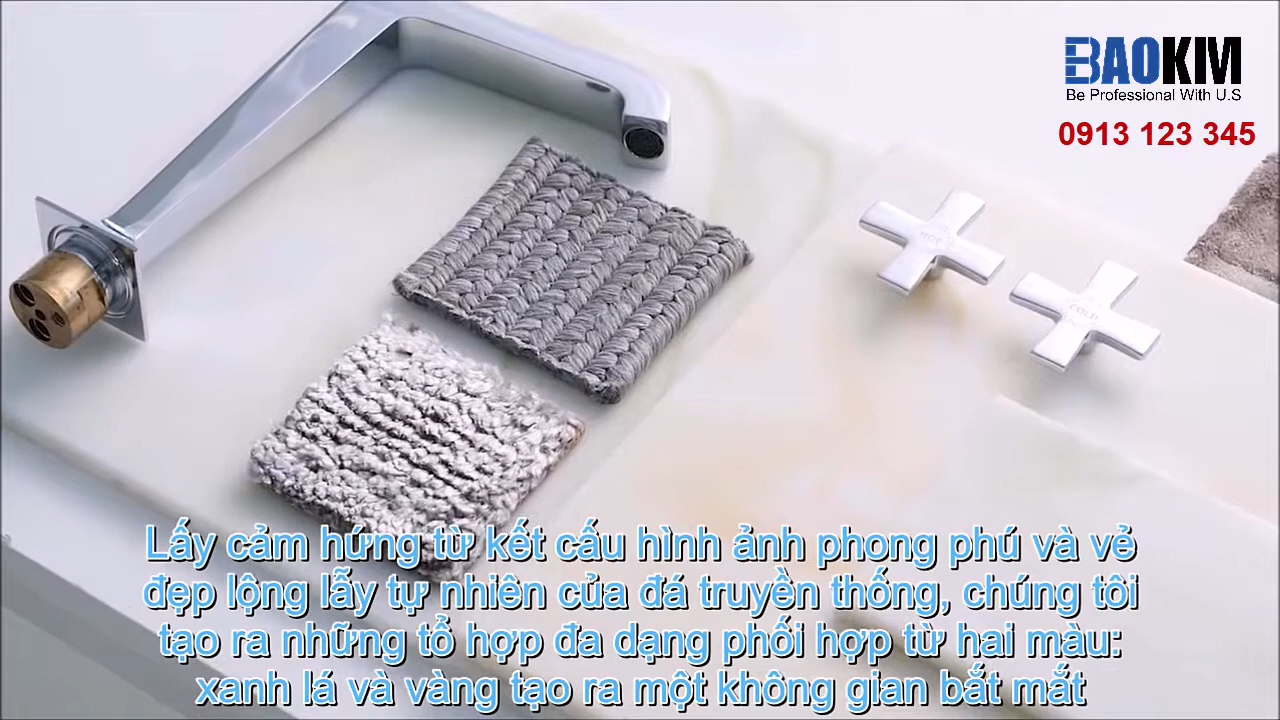 BAOKIM
Be Professional With U.S
0913 123 345
HOT
COLD
Lấy cảm hứng từ kết cấu hình ảnh phong phú và vẻ
đẹp lộng lẫy tự nhiên của đá truyền thống, chúng tôi
tạo ra những tổ hợp đa dạng phối hợp từ hai màu:
xanh lá và vàng tạo ra một không gian bắt mắt